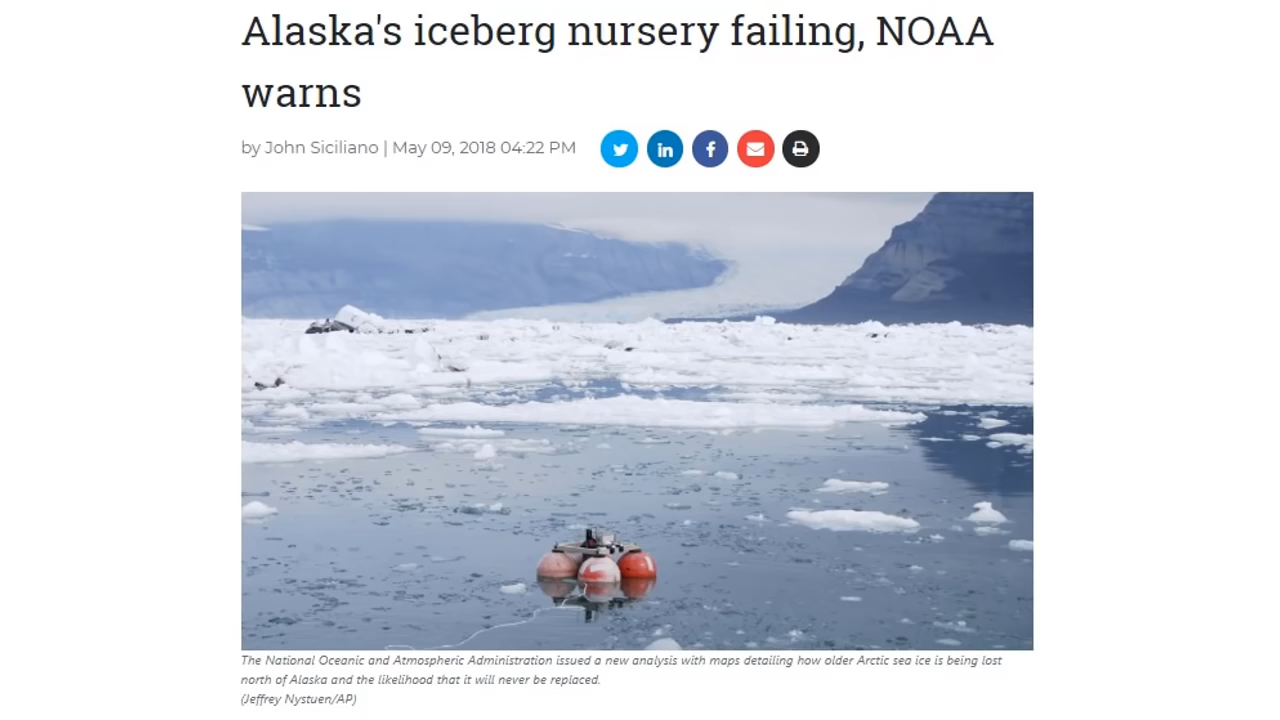 Alaska's iceberg nursery failing, NOAA
warns
by John Siciliano | May 09, 2018 04:22 PM
The National Oceanic and Atmospheric Administration issued a new analysis with maps detailing how older Arctic sea ice is being lost
north of Alaska and the likelihood that it will never be replaced.
(Jeffrey Nystuen/AP)